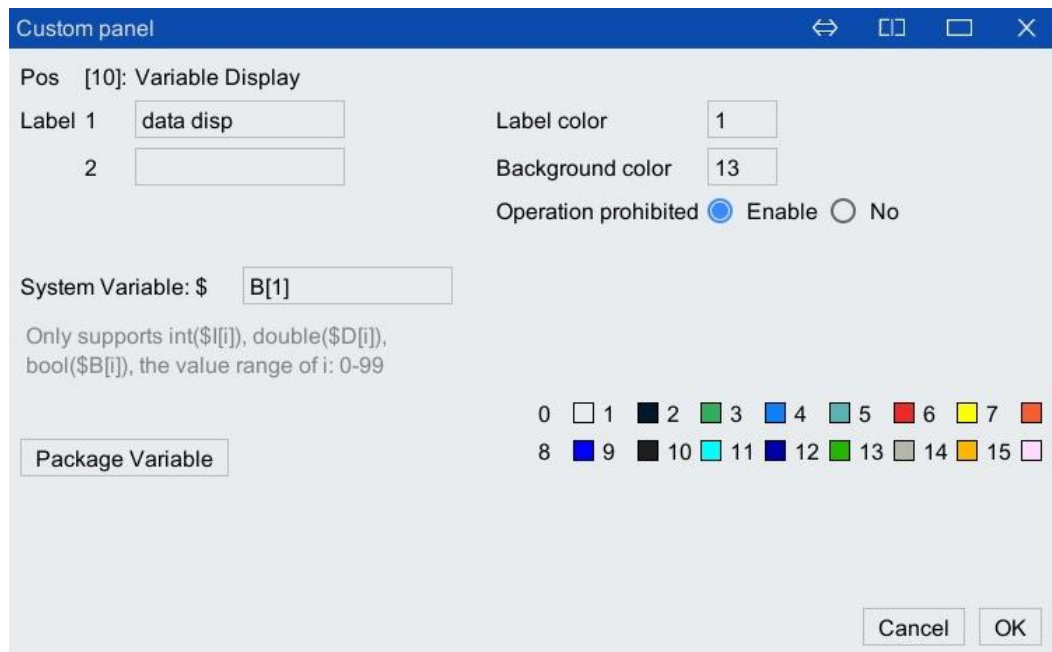 Custom panel
Pos [10]: Variable Display
Label 1 data disp Label color 1
2 Background color 13
Operation prohibited Enable No
System Variable: $ B[1]
Only supports int($I[i]), double($D[i]),
bool($B[i]), the value range of i: 0-99
0 1 2 3 4 5 6 7
Package Variable 8 9 10 11 12 13 14 15
Cancel OK